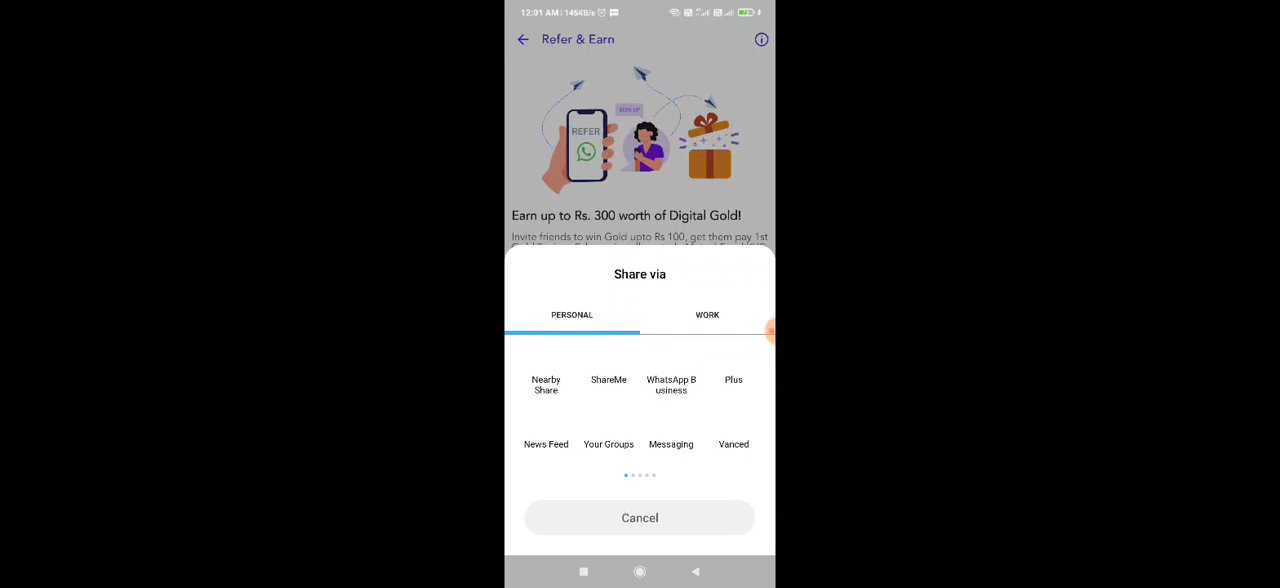 12:01 AM | 145KB/s
Refer & Earn
SIGN UP
REFER
Earn up to Rs. 300 worth of Digital Gold!
Invite friends to win Gold upto Rs 100, get them pay 1st
Share via
PERSONAL WORK
Nearby Share
ShareMe
WhatsApp B usiness
Plus
News Feed Your Groups Messaging Vanced
Cancel